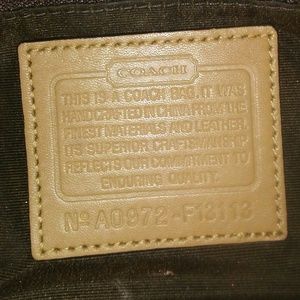 COACH
THIS IS A COACH BAG. IT WAS
HANDCRAFTED IN CHINA FROM THE
FINEST MATERIALS AND LEATHER.
ITS SUPERIOR CRAFTSMANSHIP
REFLECTS OUR COMMITMENT TO
ENDURING QUALITY.
Nº A0972-F13113